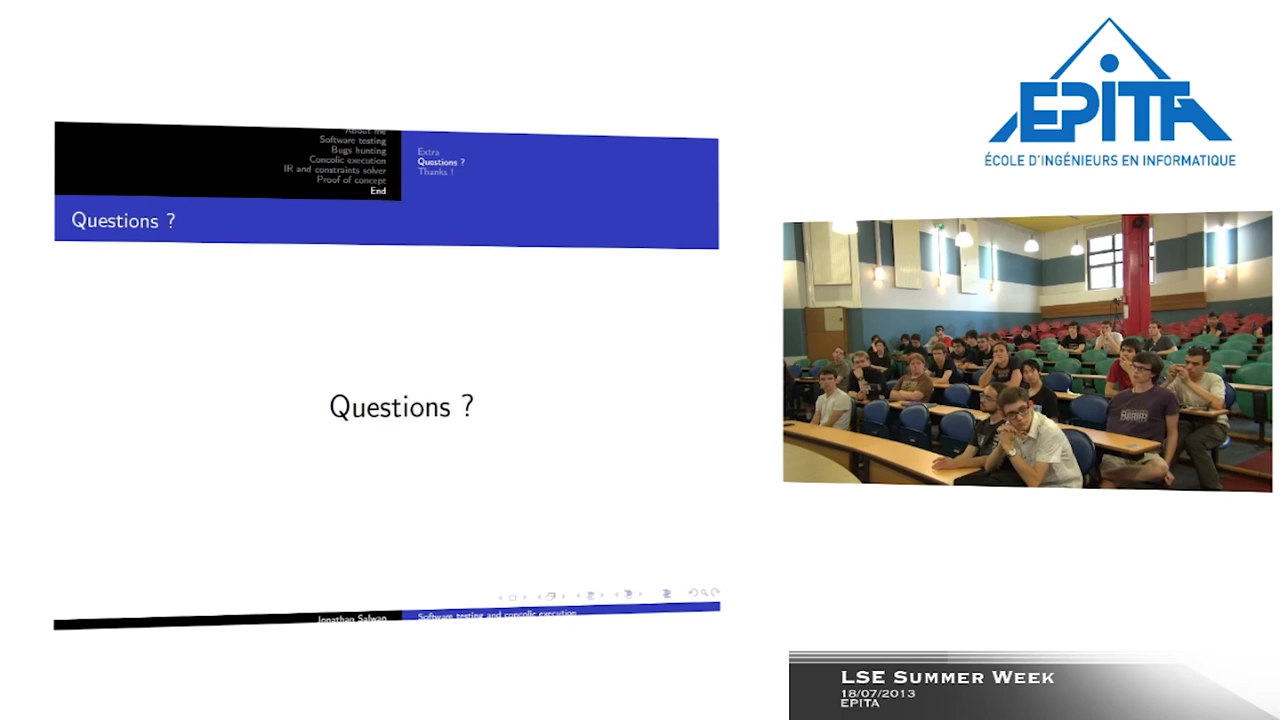 About me
Software testing
Bugs hunting
Concolic execution
IR and constraints solver
Proof of concept
End
Extra
Questions ?
Thanks !
Questions ?
Questions ?
Jonathan Salwan
Software testing and concolic execution
EPITA
ÉCOLE D'INGÉNIEURS EN INFORMATIQUE
LSE Summer Week
18/07/2013
EPITA